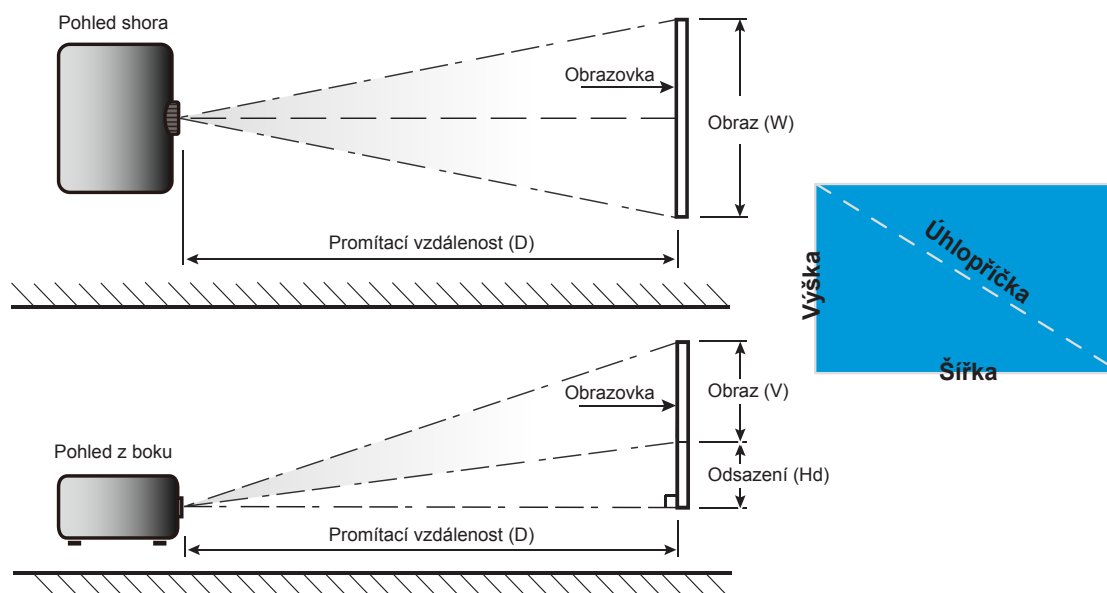 Pohled shora
Obrazovka
Obraz (W)
Promítací vzdálenost (D)
Výška
Úhlopříčka
Šířka
Pohled z boku
Obrazovka
Obraz (V)
Odsazení (Hd)
Promítací vzdálenost (D)